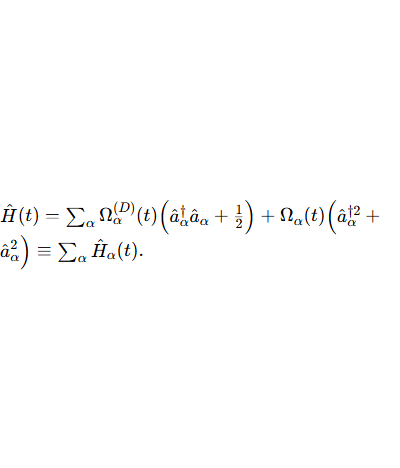 Ĥ(t) = ∑_α Ω_α^{(D)}(t)(â_α^† â_α + 1/2) + Ω_α(t)(â_α^{†2} +
â_α^2) ≡ ∑_α Ĥ_α(t).